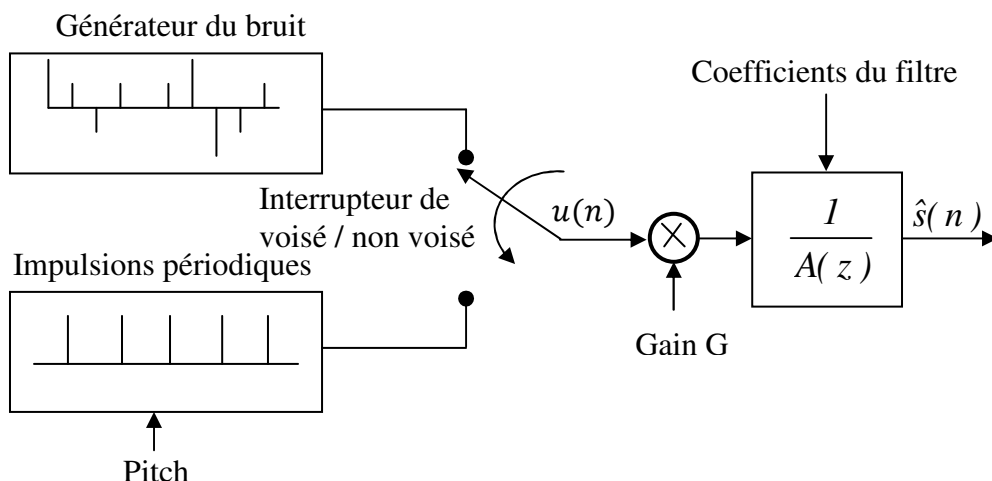 Générateur du bruit
Coefficients du filtre
Interrupteur de
voisé / non voisé
u(n)
1
A( z )
ŝ( n )
Impulsions périodiques
Gain G
Pitch